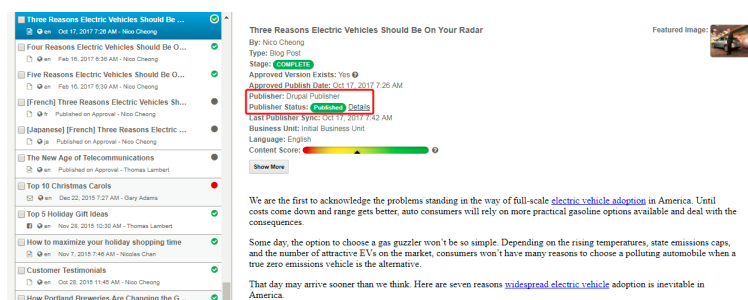 Three Reasons Electric Vehicles Should Be ...
en Oct 17, 2017 7:26 AM - Nico Cheong
Four Reasons Electric Vehicles Should Be O...
en Feb 16, 2017 6:36 AM - Nico Cheong
Five Reasons Electric Vehicles Should Be O...
en Feb 16, 2017 6:39 AM - Nico Cheong
[French] Three Reasons Electric Vehicles Sh...
fr Published on Approval - Nico Cheong
[Japanese] [French] Three Reasons Electric ...
ja Published on Approval - Nico Cheong
The New Age of Telecommunications
en Published on Approval - Thomas Lambert
Top 10 Christmas Carols
en Dec 22, 2015 7:27 AM - Gary Adams
Top 5 Holiday Gift Ideas
en Nov 28, 2015 10:30 AM - Thomas Lambert
How to maximize your holiday shopping time
en Nov 7, 2015 7:46 AM - Nicolas Chan
Customer Testimonials
en Oct 28, 2015 11:45 AM - Nico Cheong
How Portland Breweries Are Changing the G...
Three Reasons Electric Vehicles Should Be On Your Radar
Featured Image:
By: Nico Cheong
Type: Blog Post
Stage: COMPLETE
Approved Version Exists: Yes
Approved Publish Date: Oct 17, 2017 7:26 AM
Publisher: Drupal Publisher
Publisher Status: Published Details
Last Publisher Sync: Oct 17, 2017 7:42 AM
Business Unit: Initial Business Unit
Language: English
Content Score:
Show More
We are the first to acknowledge the problems standing in the way of full-scale electric vehicle adoption in America. Until
costs come down and range gets better, auto consumers will rely on more practical gasoline options available and deal with the
consequences.
Some day, the option to choose a gas guzzler won't be so simple. Depending on the rising temperatures, state emissions caps,
and the number of attractive EVs on the market, consumers won't have many reasons to choose a polluting automobile when a
true zero emissions vehicle is the alternative.
That day may arrive sooner than we think. Here are seven reasons widespread electric vehicle adoption is inevitable in
America.